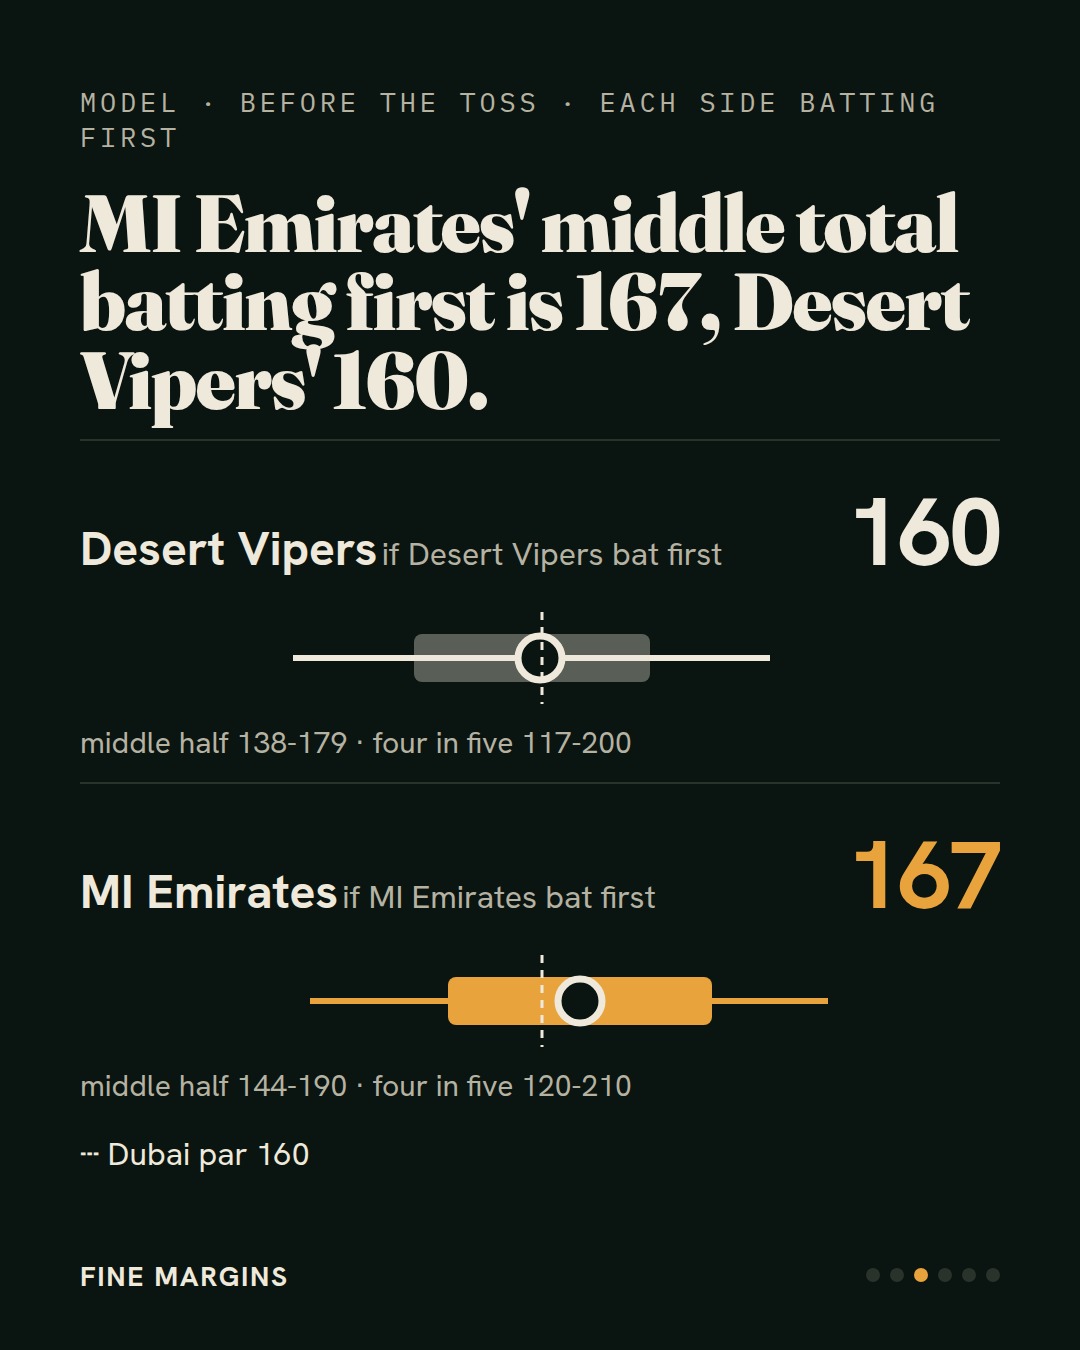 MODEL · BEFORE THE TOSS · EACH SIDE BATTING
FIRST
MI Emirates' middle total
batting first is 167, Desert
Vipers' 160.
Desert Vipers if Desert Vipers bat first 160
middle half 138-179 · four in five 117-200
MI Emirates if MI Emirates bat first 167
middle half 144-190 · four in five 120-210
--- Dubai par 160
FINE MARGINS